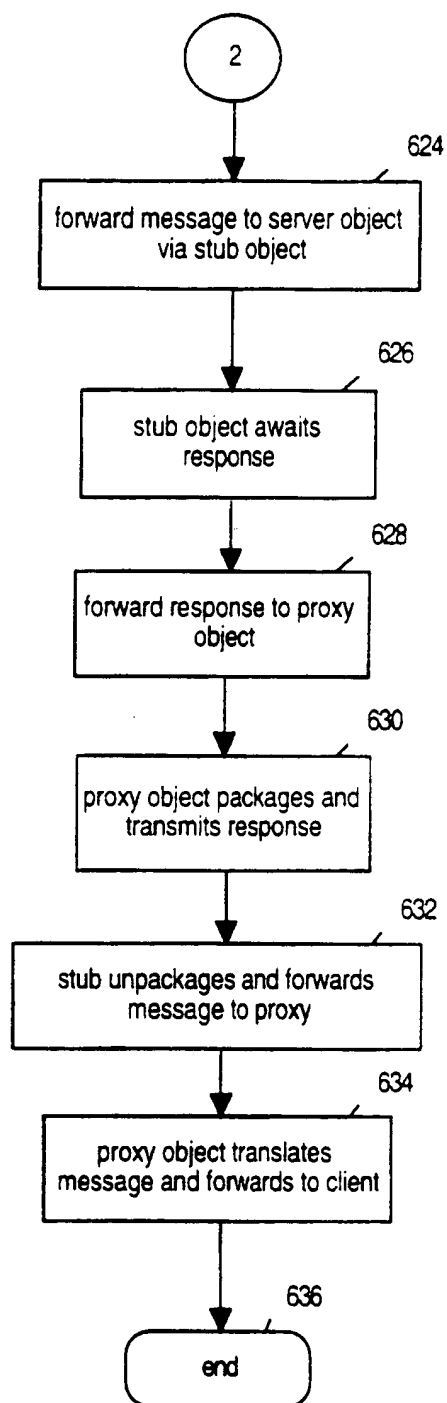 2
624
forward message to server object
via stub object
626
stub object awaits
response
628
forward response to proxy
object
630
proxy object packages and
transmits response
632
stub unpackages and forwards
message to proxy
634
proxy object translates
message and forwards to client
636
end